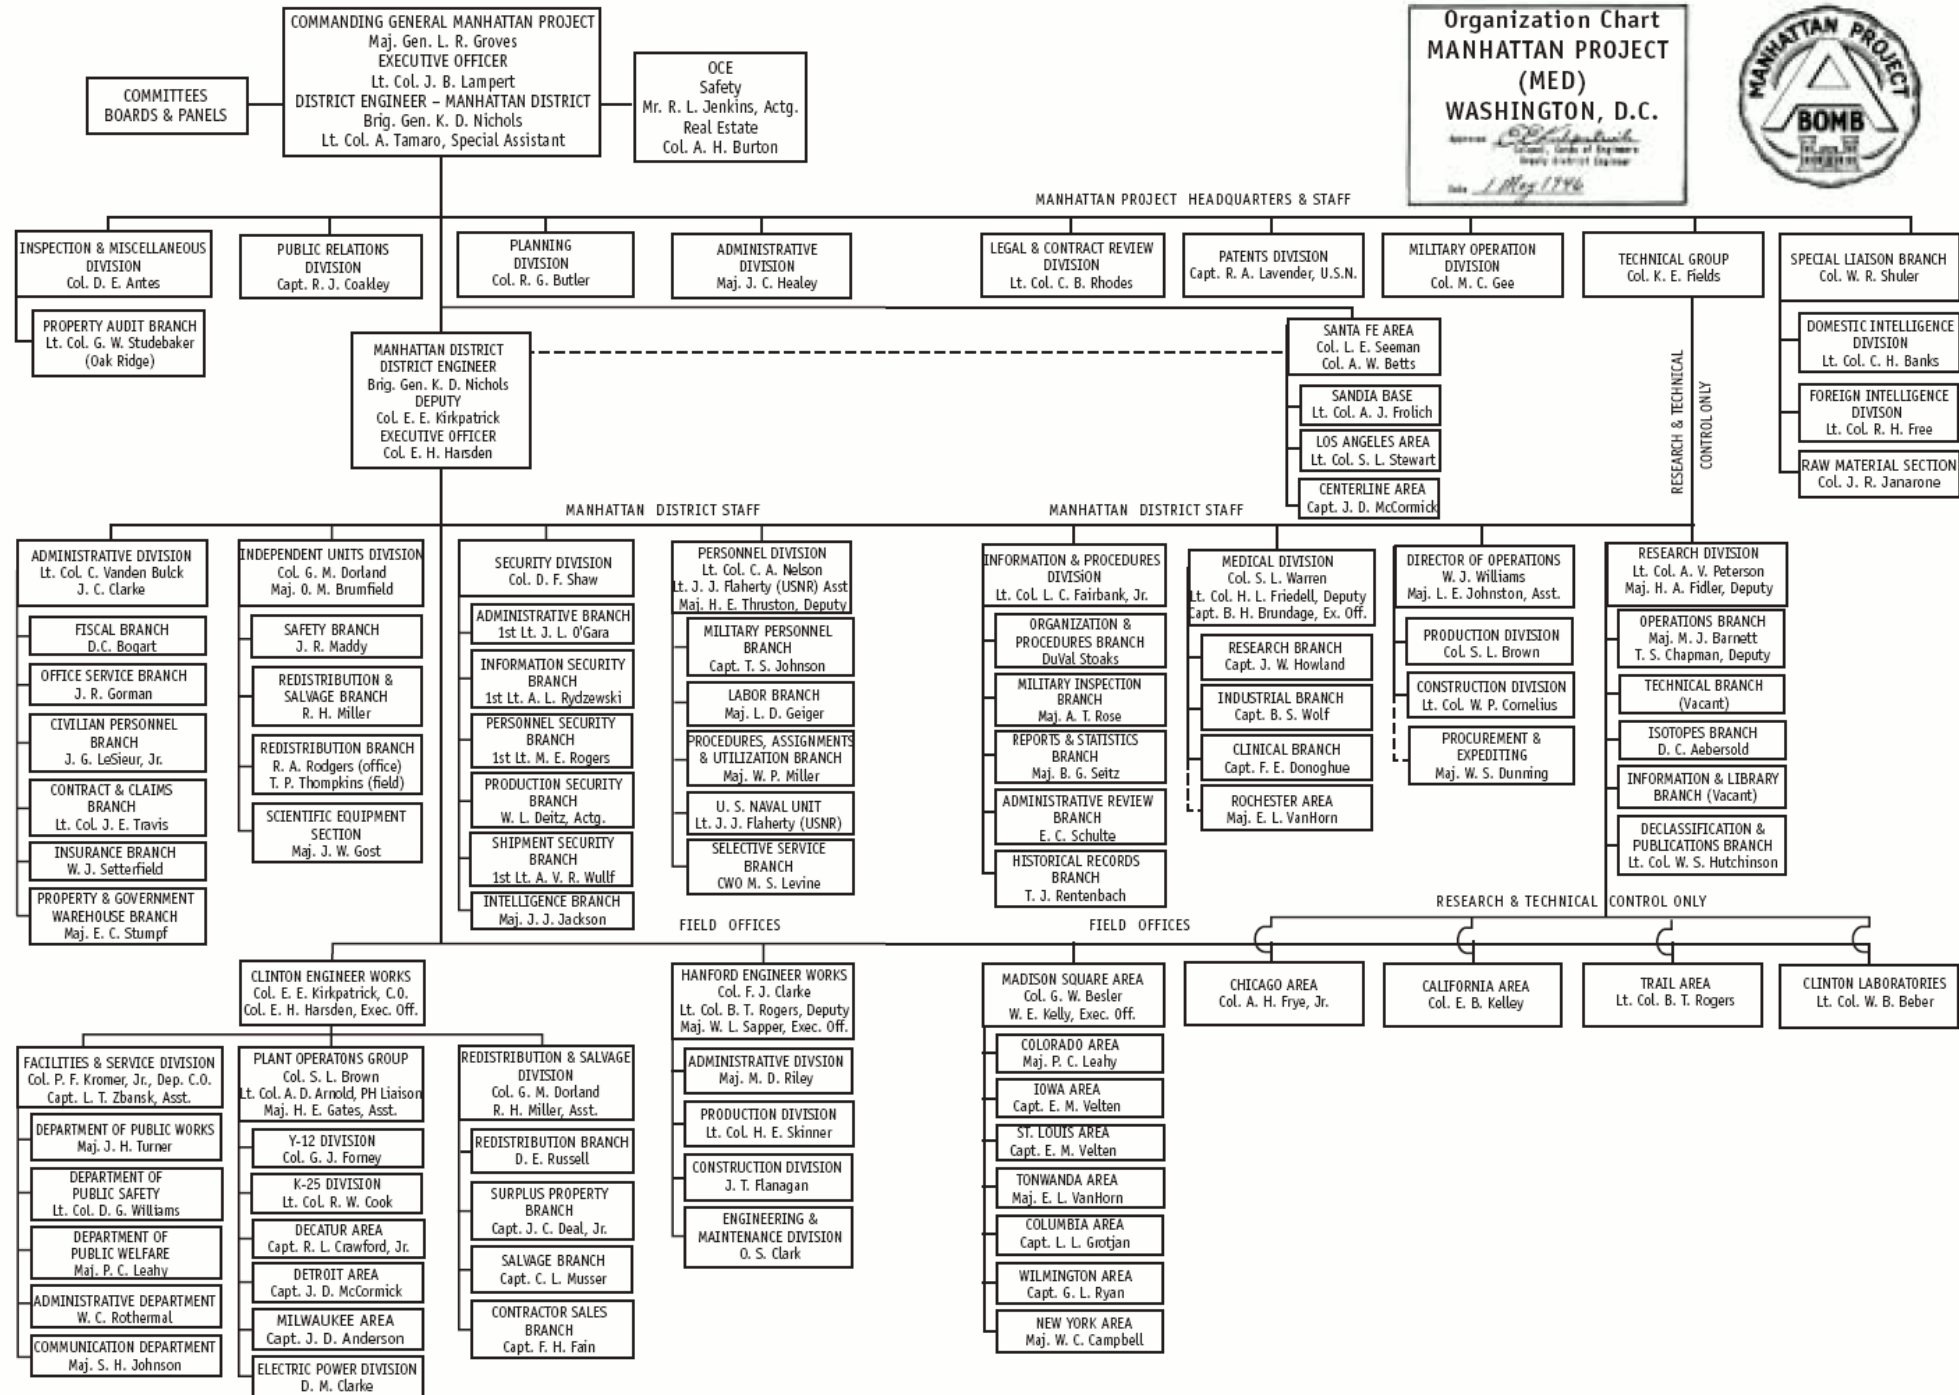 COMMANDING GENERAL MANHATTAN PROJECT
Maj. Gen. L. R. Groves
EXECUTIVE OFFICER
Lt. Col. J. B. Lampert
DISTRICT ENGINEER – MANHATTAN DISTRICT
Brig. Gen. K. D. Nichols
Lt. Col. A. Tamaro, Special Assistant
COMMITTEES
BOARDS & PANELS
OCE
Safety
Mr. R. L. Jenkins, Actg.
Real Estate
Col. A. H. Burton
Organization Chart
MANHATTAN PROJECT
(MED)
WASHINGTON, D.C.
Approved
Colonel, Corps of Engineers
Deputy District Engineer
Date 1 May 1946
MANHATTAN PROJECT
A
BOMB
MANHATTAN PROJECT HEADQUARTERS & STAFF
INSPECTION & MISCELLANEOUS
DIVISION
Col. D. E. Antes
PROPERTY AUDIT BRANCH
Lt. Col. G. W. Studebaker
(Oak Ridge)
PUBLIC RELATIONS
DIVISION
Capt. R. J. Coakley
PLANNING
DIVISION
Col. R. G. Butler
ADMINISTRATIVE
DIVISION
Maj. J. C. Healey
LEGAL & CONTRACT REVIEW
DIVISION
Lt. Col. C. B. Rhodes
PATENTS DIVISION
Capt. R. A. Lavender, U.S.N.
MILITARY OPERATION
DIVISION
Col. M. C. Gee
TECHNICAL GROUP
Col. K. E. Fields
SPECIAL LIAISON BRANCH
Col. W. R. Shuler
DOMESTIC INTELLIGENCE
DIVISION
Lt. Col. C. H. Banks
FOREIGN INTELLIGENCE
DIVISON
Lt. Col. R. H. Free
RAW MATERIAL SECTION
Col. J. R. Janarone
MANHATTAN DISTRICT
DISTRICT ENGINEER
Brig. Gen. K. D. Nichols
DEPUTY
Col. E. E. Kirkpatrick
EXECUTIVE OFFICER
Col. E. H. Harsden
SANTA FE AREA
Col. L. E. Seeman
Col. A. W. Betts
SANDIA BASE
Lt. Col. A. J. Frolich
LOS ANGELES AREA
Lt. Col. S. L. Stewart
CENTERLINE AREA
Capt. J. D. McCormick
RESEARCH & TECHNICAL
CONTROL ONLY
MANHATTAN DISTRICT STAFF
MANHATTAN DISTRICT STAFF
ADMINISTRATIVE DIVISION
Lt. Col. C. Vanden Bulck
J. C. Clarke
FISCAL BRANCH
D.C. Bogart
OFFICE SERVICE BRANCH
J. R. Gorman
CIVILIAN PERSONNEL
BRANCH
J. G. LeSieur, Jr.
CONTRACT & CLAIMS
BRANCH
Lt. Col. J. E. Travis
INSURANCE BRANCH
W. J. Setterfield
PROPERTY & GOVERNMENT
WAREHOUSE BRANCH
Maj. E. C. Stumpf
INDEPENDENT UNITS DIVISION
Col. G. M. Dorland
Maj. O. M. Brumfield
SAFETY BRANCH
J. R. Maddy
REDISTRIBUTION &
SALVAGE BRANCH
R. H. Miller
REDISTRIBUTION BRANCH
R. A. Rodgers (office)
T. P. Thompkins (field)
SCIENTIFIC EQUIPMENT
SECTION
Maj. J. W. Gost
SECURITY DIVISION
Col. D. F. Shaw
ADMINISTRATIVE BRANCH
1st Lt. J. L. O'Gara
INFORMATION SECURITY
BRANCH
1st Lt. A. L. Rydzewski
PERSONNEL SECURITY
BRANCH
1st Lt. M. E. Rogers
PRODUCTION SECURITY
BRANCH
W. L. Deitz, Actg.
SHIPMENT SECURITY
BRANCH
1st Lt. A. V. R. Wullf
INTELLIGENCE BRANCH
Maj. J. J. Jackson
PERSONNEL DIVISION
Lt. Col. C. A. Nelson
Lt. J. J. Flaherty (USNR) Asst
Maj. H. E. Thruston, Deputy
MILITARY PERSONNEL
BRANCH
Capt. T. S. Johnson
LABOR BRANCH
Maj. L. D. Geiger
PROCEDURES, ASSIGNMENTS
& UTILIZATION BRANCH
Maj. W. P. Miller
U. S. NAVAL UNIT
Lt. J. J. Flaherty (USNR)
SELECTIVE SERVICE
BRANCH
CWO M. S. Levine
INFORMATION & PROCEDURES
DIVISION
Lt. Col. L. C. Fairbank, Jr.
ORGANIZATION &
PROCEDURES BRANCH
DuVal Stoaks
MILITARY INSPECTION
BRANCH
Maj. A. T. Rose
REPORTS & STATISTICS
BRANCH
Maj. B. G. Seitz
ADMINISTRATIVE REVIEW
BRANCH
E. C. Schulte
HISTORICAL RECORDS
BRANCH
T. J. Rentenbach
MEDICAL DIVISION
Col. S. L. Warren
Lt. Col. H. L. Friedell, Deputy
Capt. B. H. Brundage, Ex. Off.
RESEARCH BRANCH
Capt. J. W. Howland
INDUSTRIAL BRANCH
Capt. B. S. Wolf
CLINICAL BRANCH
Capt. F. E. Donoghue
ROCHESTER AREA
Maj. E. L. VanHorn
DIRECTOR OF OPERATIONS
W. J. Williams
Maj. L. E. Johnston, Asst.
PRODUCTION DIVISION
Col. S. L. Brown
CONSTRUCTION DIVISION
Lt. Col. W. P. Cornelius
PROCUREMENT &
EXPEDITING
Maj. W. S. Dunning
RESEARCH DIVISION
Lt. Col. A. V. Peterson
Maj. H. A. Fidler, Deputy
OPERATIONS BRANCH
Maj. M. J. Barnett
T. S. Chapman, Deputy
TECHNICAL BRANCH
(Vacant)
ISOTOPES BRANCH
D. C. Aebersold
INFORMATION & LIBRARY
BRANCH (Vacant)
DECLASSIFICATION &
PUBLICATIONS BRANCH
Lt. Col. W. S. Hutchinson
RESEARCH & TECHNICAL CONTROL ONLY
FIELD OFFICES
FIELD OFFICES
CLINTON ENGINEER WORKS
Col. E. E. Kirkpatrick, C.O.
Col. E. H. Harsden, Exec. Off.
FACILITIES & SERVICE DIVISION
Col. P. F. Kromer, Jr., Dep. C.O.
Capt. L. T. Zbansk, Asst.
DEPARTMENT OF PUBLIC WORKS
Maj. J. H. Turner
DEPARTMENT OF
PUBLIC SAFETY
Lt. Col. D. G. Williams
DEPARTMENT OF
PUBLIC WELFARE
Maj. P. C. Leahy
ADMINISTRATIVE DEPARTMENT
W. C. Rothermal
COMMUNICATION DEPARTMENT
Maj. S. H. Johnson
PLANT OPERATONS GROUP
Col. S. L. Brown
Lt. Col. A. D. Arnold, PH Liaison
Maj. H. E. Gates, Asst.
Y-12 DIVISION
Col. G. J. Forney
K-25 DIVISION
Lt. Col. R. W. Cook
DECATUR AREA
Capt. R. L. Crawford, Jr.
DETROIT AREA
Capt. J. D. McCormick
MILWAUKEE AREA
Capt. J. D. Anderson
ELECTRIC POWER DIVISION
D. M. Clarke
REDISTRIBUTION & SALVAGE
DIVISION
Col. G. M. Dorland
R. H. Miller, Asst.
REDISTRIBUTION BRANCH
D. E. Russell
SURPLUS PROPERTY
BRANCH
Capt. J. C. Deal, Jr.
SALVAGE BRANCH
Capt. C. L. Musser
CONTRACTOR SALES
BRANCH
Capt. F. H. Fain
HANFORD ENGINEER WORKS
Col. F. J. Clarke
Lt. Col. B. T. Rogers, Deputy
Maj. W. L. Sapper, Exec. Off.
ADMINISTRATIVE DIVSION
Maj. M. D. Riley
PRODUCTION DIVISION
Lt. Col. H. E. Skinner
CONSTRUCTION DIVISION
J. T. Flanagan
ENGINEERING &
MAINTENANCE DIVISION
O. S. Clark
MADISON SQUARE AREA
Col. G. W. Besler
W. E. Kelly, Exec. Off.
COLORADO AREA
Maj. P. C. Leahy
IOWA AREA
Capt. E. M. Velten
ST. LOUIS AREA
Capt. E. M. Velten
TONWANDA AREA
Maj. E. L. VanHorn
COLUMBIA AREA
Capt. L. L. Grotjan
WILMINGTON AREA
Capt. G. L. Ryan
NEW YORK AREA
Maj. W. C. Campbell
CHICAGO AREA
Col. A. H. Frye, Jr.
CALIFORNIA AREA
Col. E. B. Kelley
TRAIL AREA
Lt. Col. B. T. Rogers
CLINTON LABORATORIES
Lt. Col. W. B. Beber